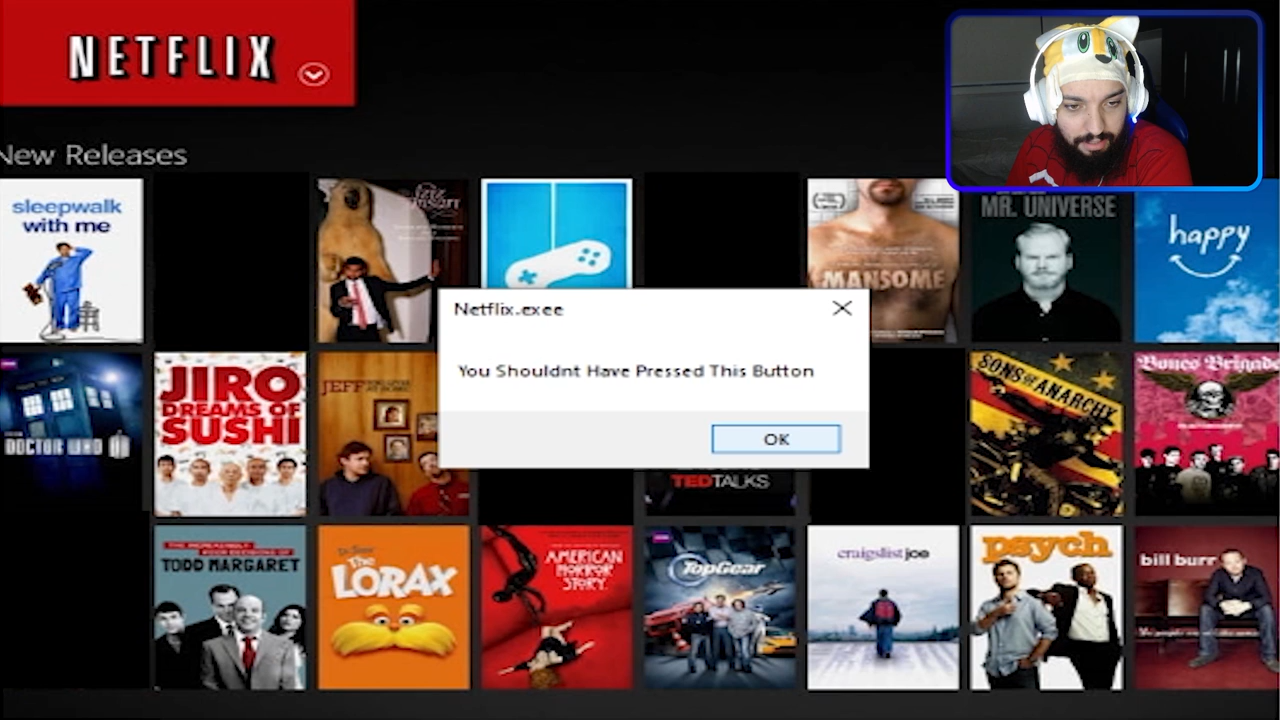 NETFLIX
New Releases
sleepwalk
with me
MANSOME
MR. UNIVERSE
happy
Netflix.exee
You Shouldnt Have Pressed This Button
OK
DOCTOR WHO
JIRO
DREAMS OF
SUSHI
JEFF
TEDTALKS
SONS OF ANARCHY
Bones Brigade
TODD MARGARET
The
LORAX
AMERICAN
HORROR
STORY.
TopGear
craigslist joe
psych
bill burr